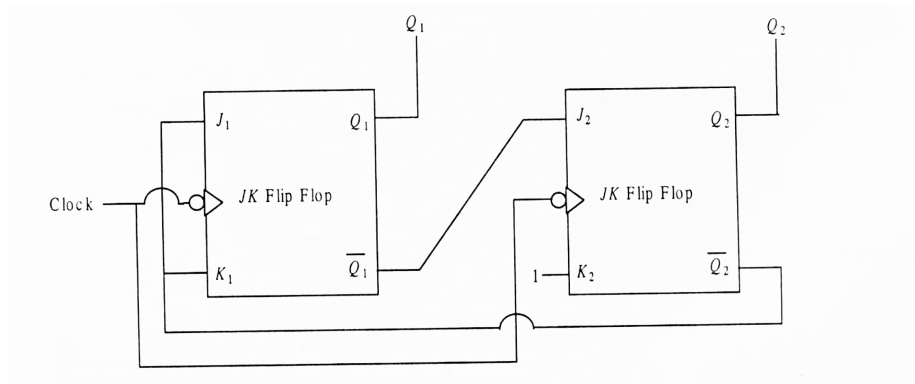 Q₁
Q₂
J₁
Q₁
J₂
Q₂
Clock
JK Flip Flop
JK Flip Flop
K₁
Q̅₁
1
K₂
Q̅₂